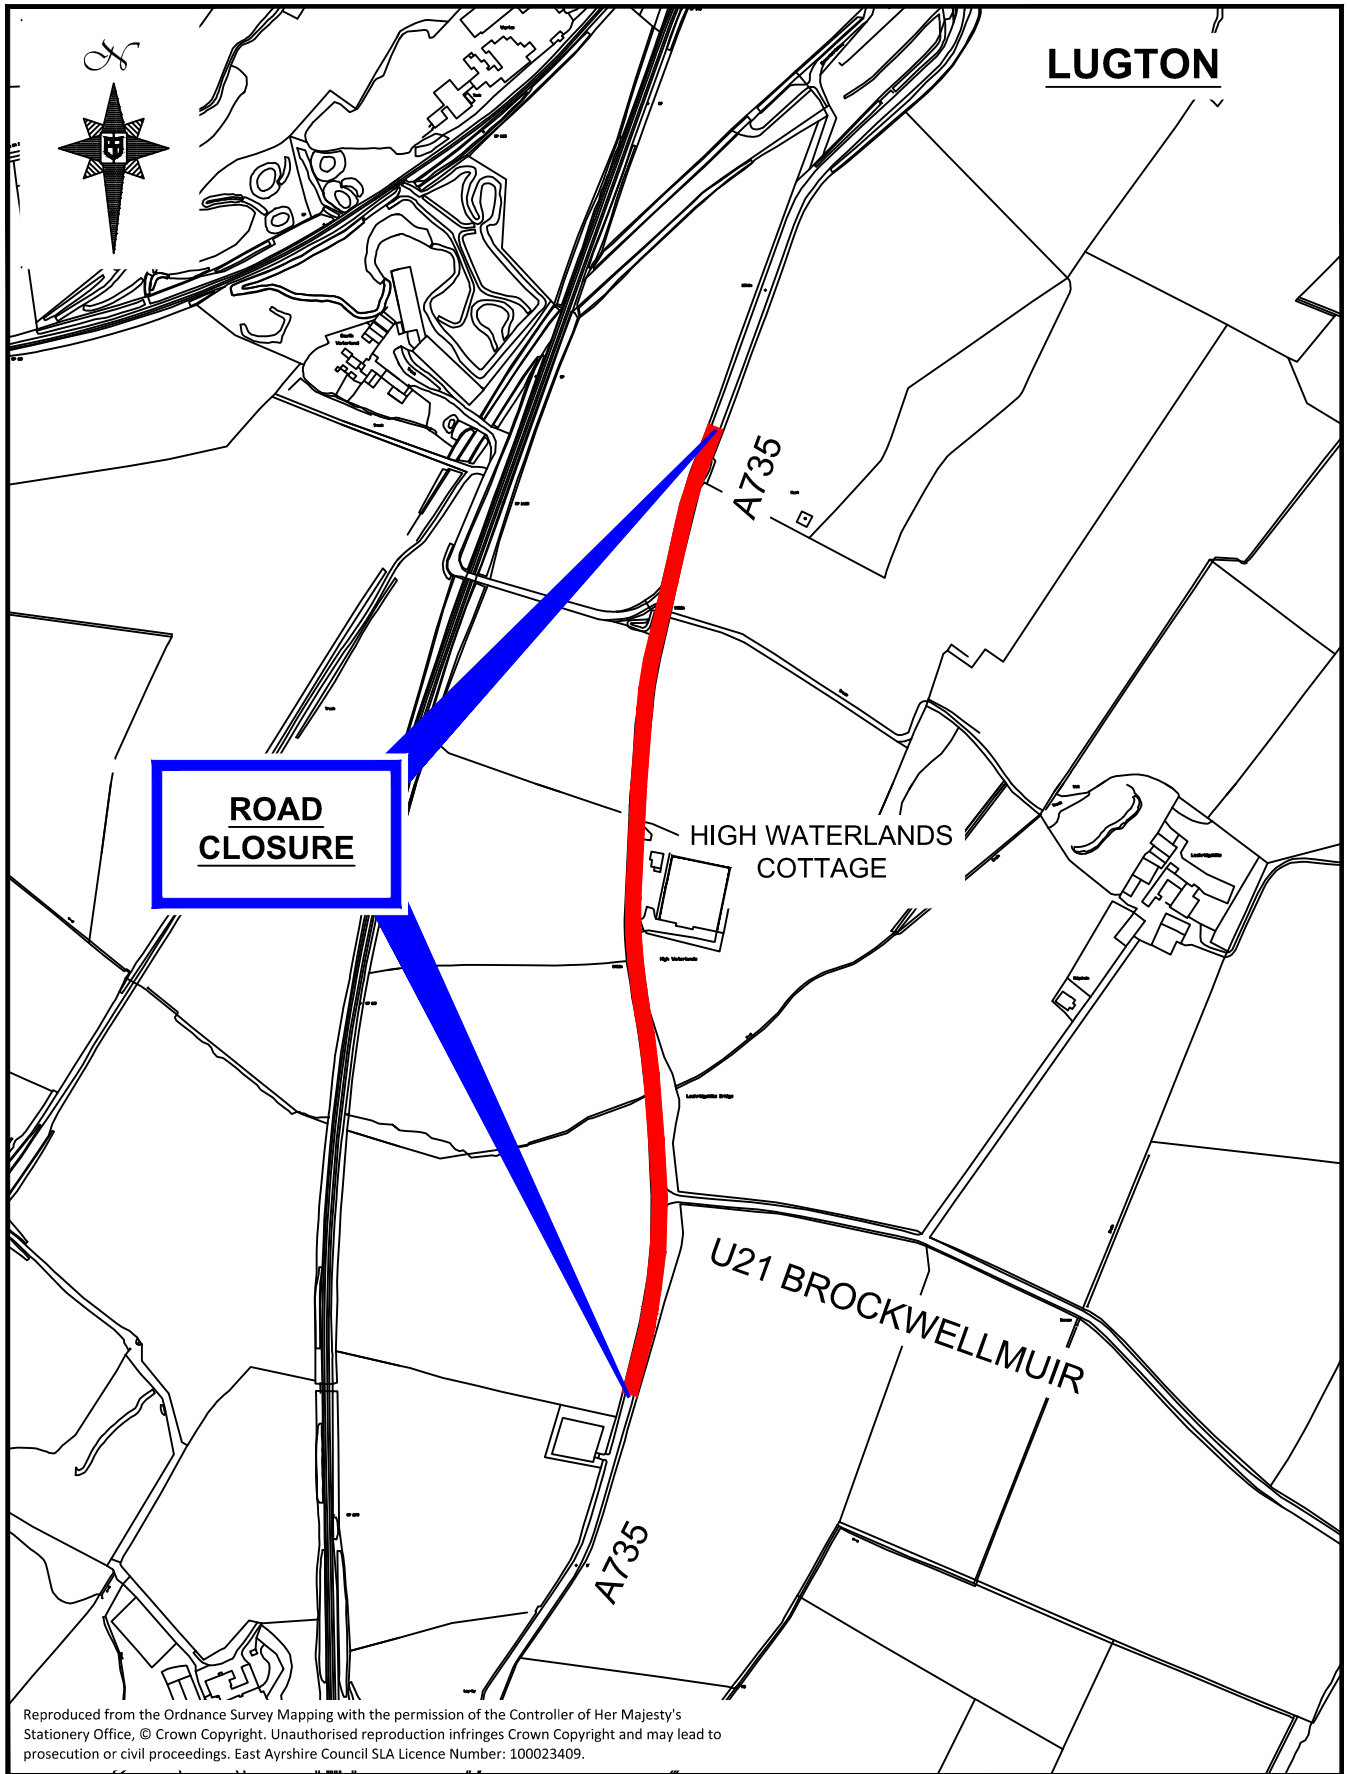 LUGTON
A735
ROAD
CLOSURE
HIGH WATERLANDS
COTTAGE
High Waterlands
U21 BROCKWELLMUIR
A735
Reproduced from the Ordnance Survey Mapping with the permission of the Controller of Her Majesty's
Stationery Office, © Crown Copyright. Unauthorised reproduction infringes Crown Copyright and may lead to
prosecution or civil proceedings. East Ayrshire Council SLA Licence Number: 100023409.